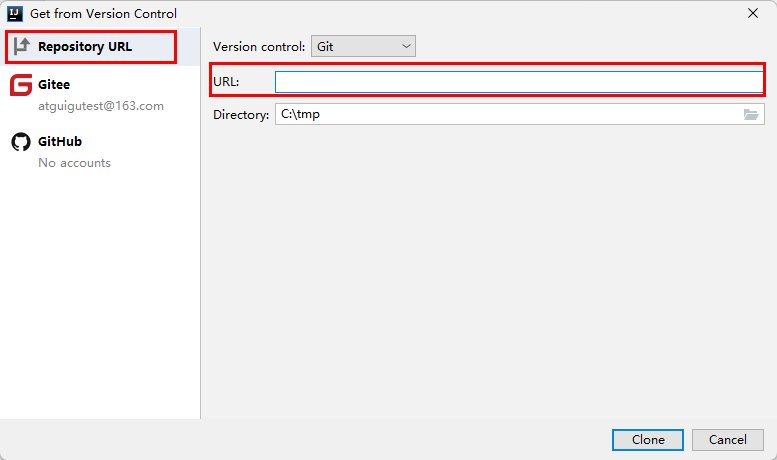 IJ Get from Version Control
Repository URL
Version control: Git
Gitee
atguigutest@163.com
URL:
Directory: C:\tmp
GitHub
No accounts
Clone Cancel